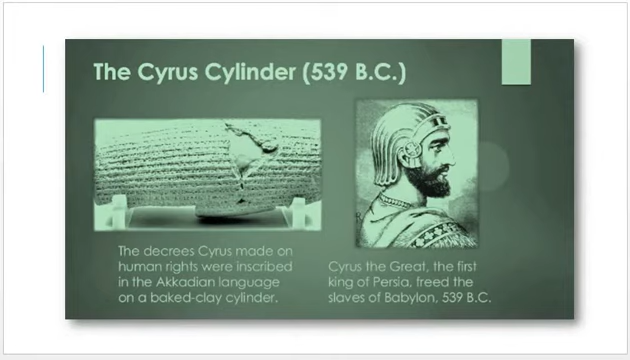 The Cyrus Cylinder (539 B.C.)
The decrees Cyrus made on
human rights were inscribed
in the Akkadian language
on a baked-clay cylinder.
Cyrus the Great, the first
king of Persia, freed the
slaves of Babylon, 539 B.C.